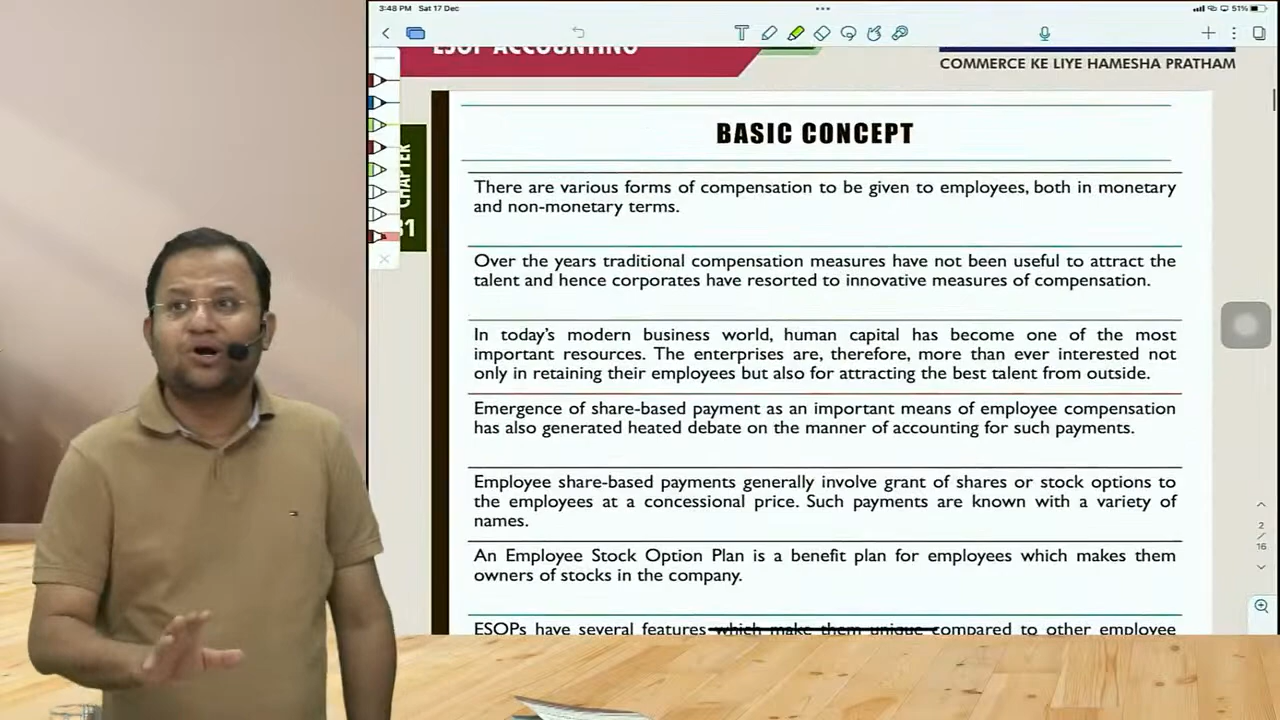 3:48 PM Sat 17 Dec
51%
T
ESOP ACCOUNTING
COMMERCE KE LIYE HAMESHA PRATHAM
CHAPTER
BASIC CONCEPT
There are various forms of compensation to be given to employees, both in monetary
and non-monetary terms.
Over the years traditional compensation measures have not been useful to attract the
talent and hence corporates have resorted to innovative measures of compensation.
In today's modern business world, human capital has become one of the most
important resources. The enterprises are, therefore, more than ever interested not
only in retaining their employees but also for attracting the best talent from outside.
Emergence of share-based payment as an important means of employee compensation
has also generated heated debate on the manner of accounting for such payments.
Employee share-based payments generally involve grant of shares or stock options to
the employees at a concessional price. Such payments are known with a variety of
names.
An Employee Stock Option Plan is a benefit plan for employees which makes them
owners of stocks in the company.
ESOPs have several features which make them unique compared to other employee
2
/
16